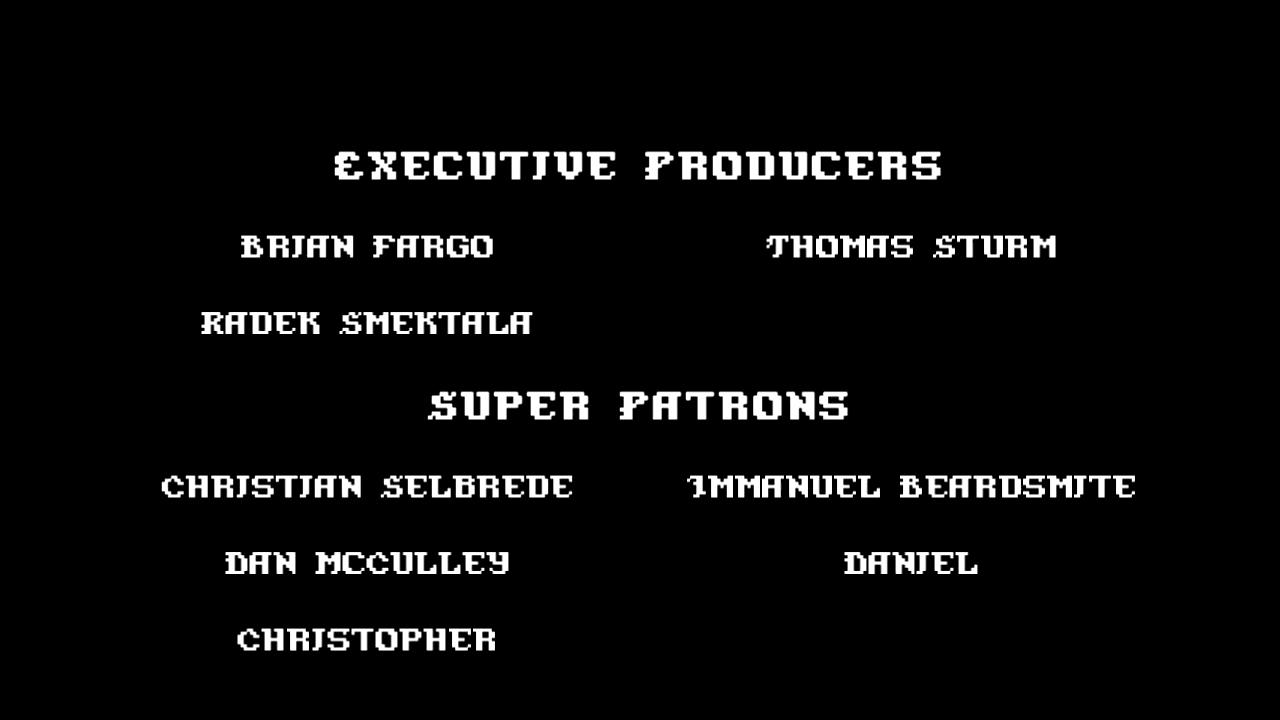 EXECUTIVE PRODUCERS
BRIAN FARGO THOMAS STURM
RADEK SMEKTALA
SUPER PATRONS
CHRISTIAN SELBREDE IMMANUEL BEARDSMITE
DAN MCCULLEY DANIEL
CHRISTOPHER